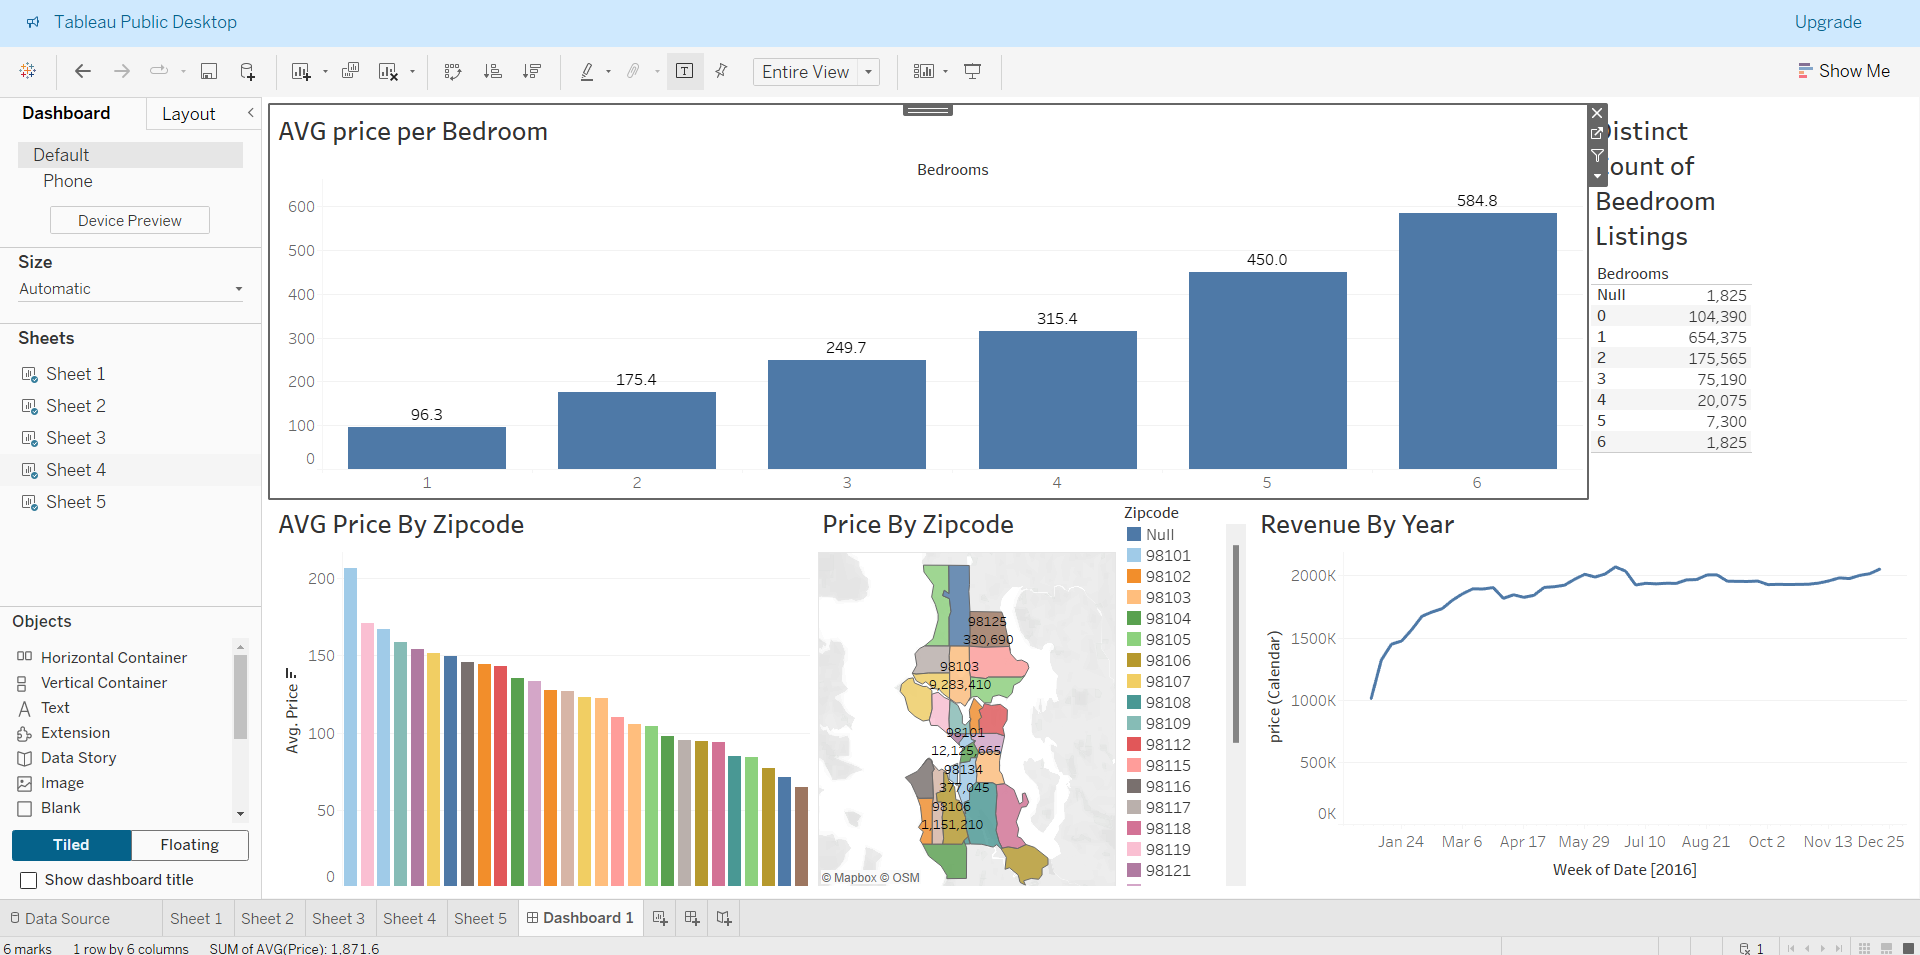 Tableau Public Desktop
Upgrade
Entire View
Show Me
Dashboard
Layout
Default
Phone
Device Preview
Size
Automatic
Sheets
Sheet 1
Sheet 2
Sheet 3
Sheet 4
Sheet 5
Objects
Horizontal Container
Vertical Container
Text
Extension
Data Story
Image
Blank
Tiled
Floating
Show dashboard title
AVG price per Bedroom
Bedrooms
600
500
400
300
200
100
0
96.3
175.4
249.7
315.4
450.0
584.8
1
2
3
4
5
6
Distinct
Count of
Beedroom
Listings
Bedrooms
Null 1,825
0 104,390
1 654,375
2 175,565
3 75,190
4 20,075
5 7,300
6 1,825
AVG Price By Zipcode
Avg. Price
200
150
100
50
0
Price By Zipcode
98125
330,690
98103
9,283,410
98101
12,125,665
98134
377,045
98106
1,151,210
© Mapbox © OSM
Zipcode
Null
98101
98102
98103
98104
98105
98106
98107
98108
98109
98112
98115
98116
98117
98118
98119
98121
Revenue By Year
price (Calendar)
2000K
1500K
1000K
500K
0K
Jan 24
Mar 6
Apr 17
May 29
Jul 10
Aug 21
Oct 2
Nov 13
Dec 25
Week of Date [2016]
Data Source
Sheet 1
Sheet 2
Sheet 3
Sheet 4
Sheet 5
Dashboard 1
6 marks
1 row by 6 columns
SUM of AVG(Price): 1,871.6
1